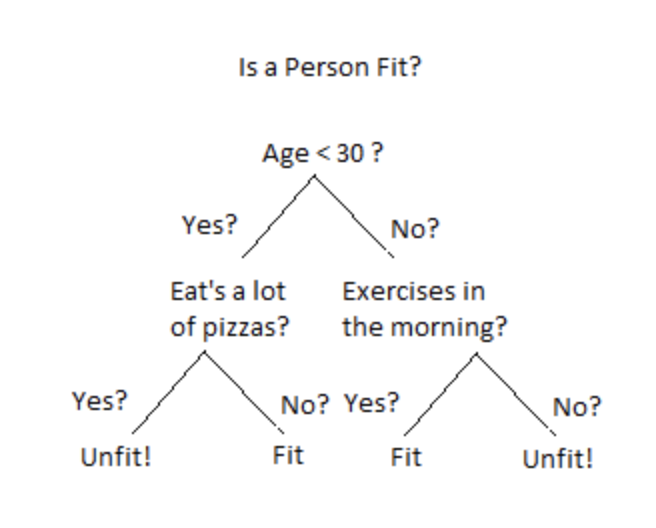 Is a Person Fit?
Age < 30 ?
Yes?
No?
Eat's a lot
of pizzas?
Exercises in
the morning?
Yes?
No?
Yes?
No?
Unfit!
Fit
Fit
Unfit!